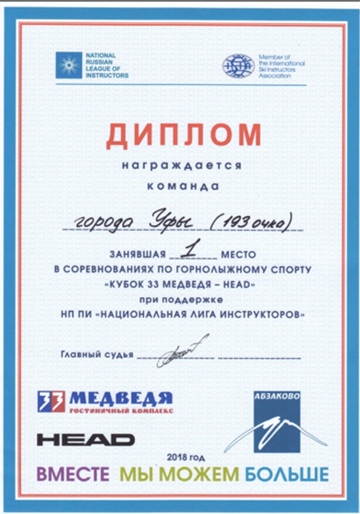 NATIONAL
RUSSIAN
LEAGUE OF
INSTRUCTORS
Member of
the International
Ski Instructors
Association
ДИПЛОМ
награждается
команда
города Уфы (193 очка)
ЗАНЯВШАЯ 1 МЕСТО
В СОРЕВНОВАНИЯХ ПО ГОРНОЛЫЖНОМУ СПОРТУ
«КУБОК 33 МЕДВЕДЯ – HEAD»
при поддержке
НП ПИ «НАЦИОНАЛЬНАЯ ЛИГА ИНСТРУКТОРОВ»
Главный судья
33 МЕДВЕДЯ
ГОСТИНИЧНЫЙ КОМПЛЕКС
АБЗАКОВО
HEAD
2018 год
ВМЕСТЕ МЫ МОЖЕМ БОЛЬШЕ